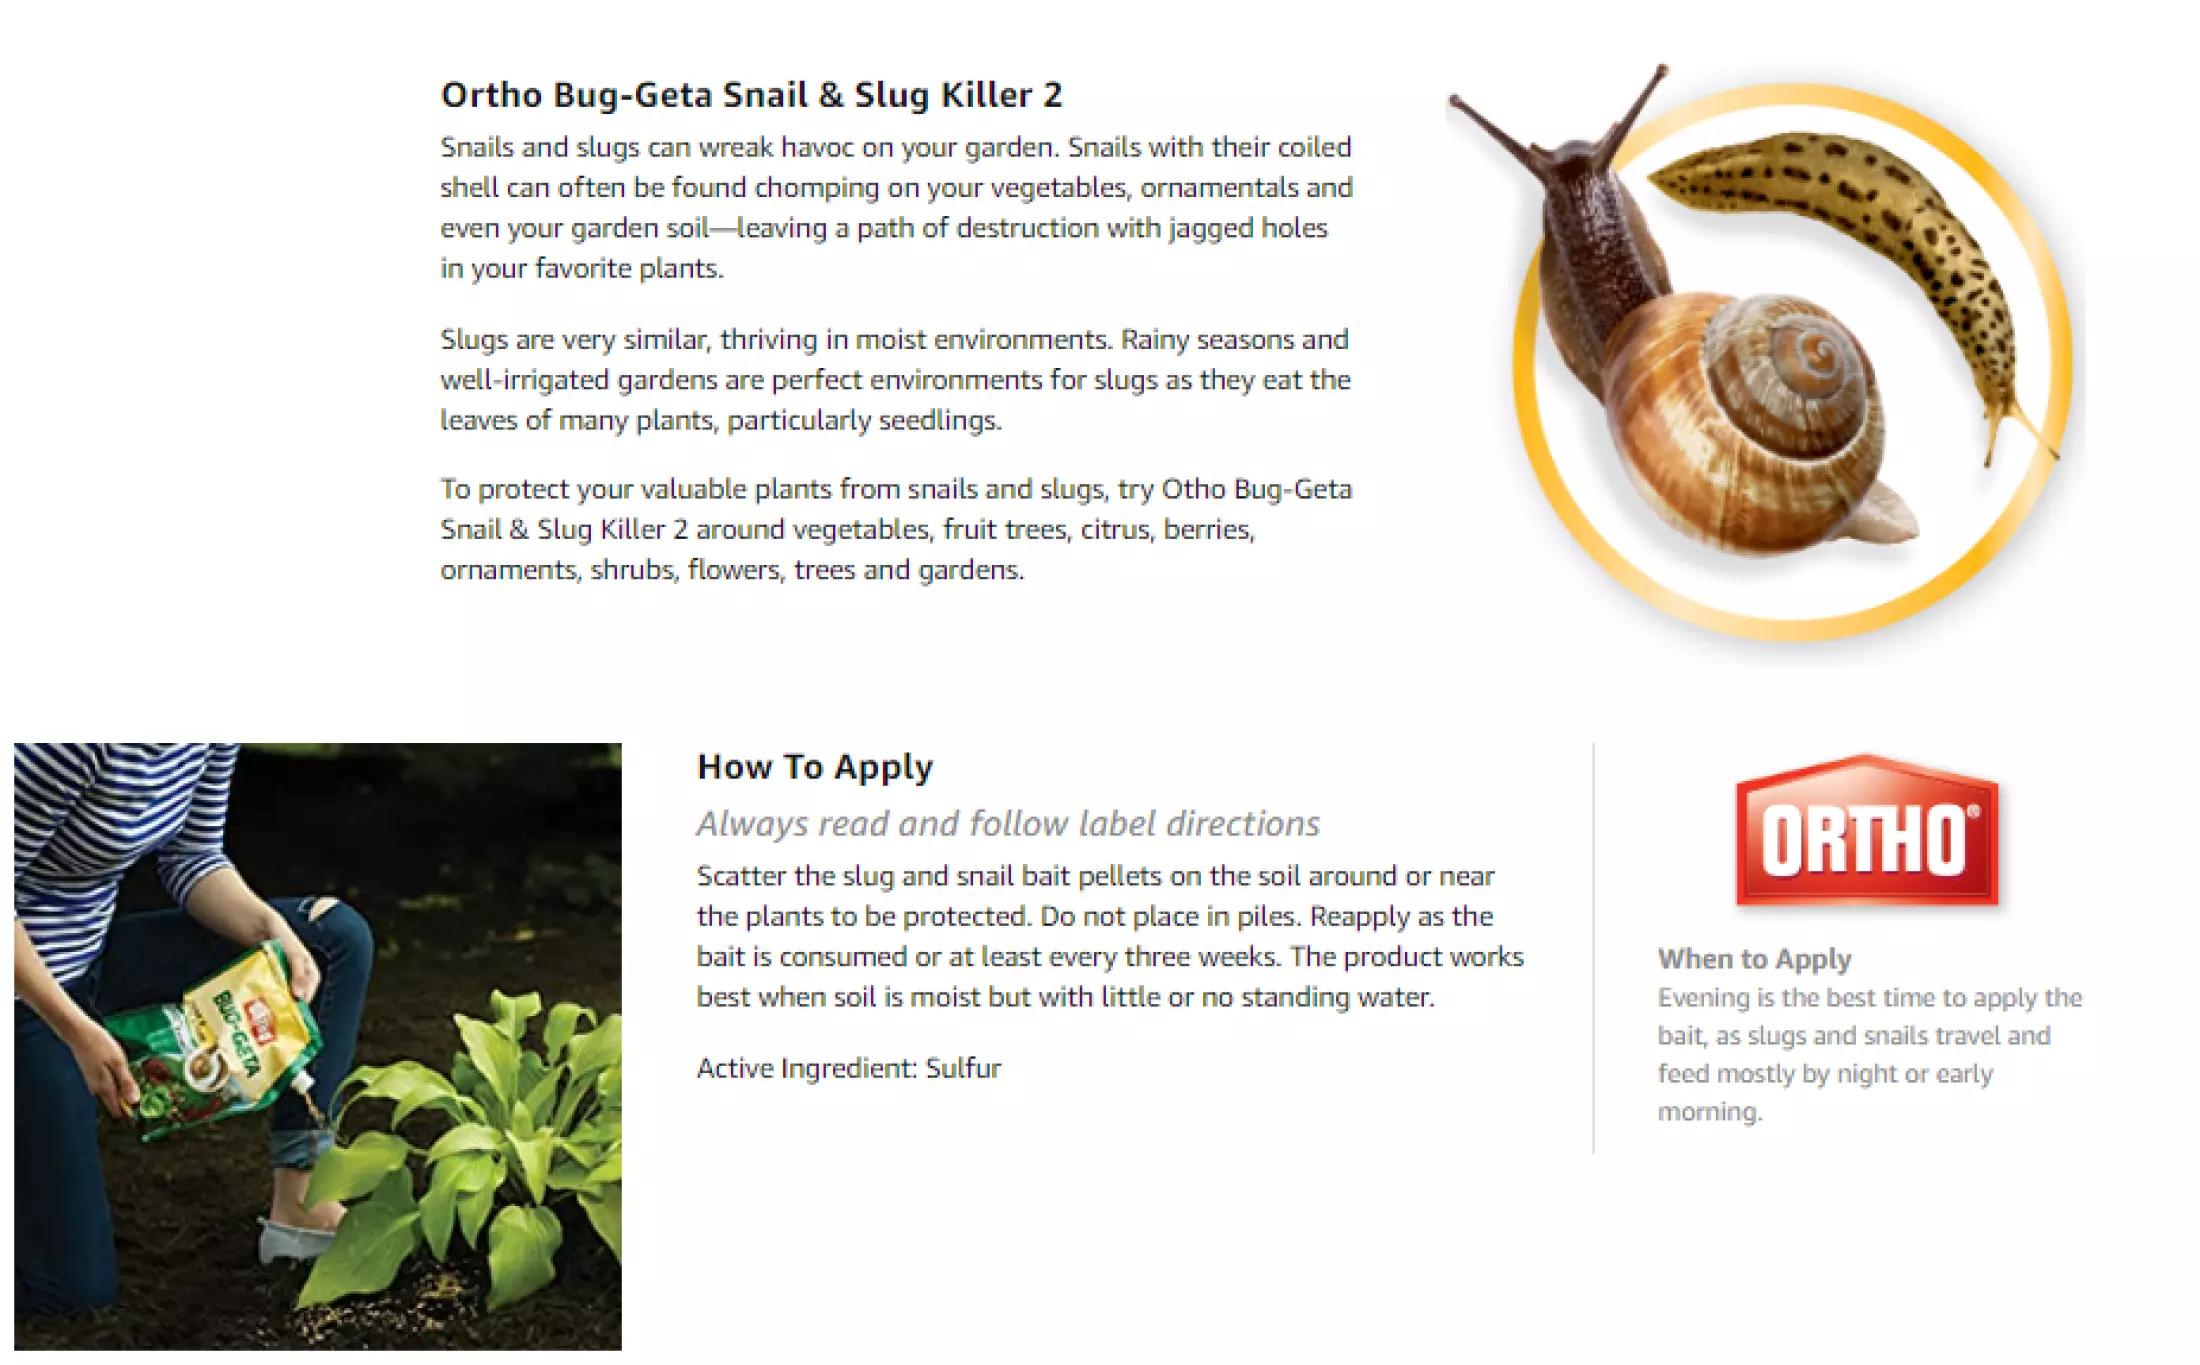 Ortho Bug-Geta Snail & Slug Killer 2
Snails and slugs can wreak havoc on your garden. Snails with their coiled
shell can often be found chomping on your vegetables, ornamentals and
even your garden soil—leaving a path of destruction with jagged holes
in your favorite plants.
Slugs are very similar, thriving in moist environments. Rainy seasons and
well-irrigated gardens are perfect environments for slugs as they eat the
leaves of many plants, particularly seedlings.
To protect your valuable plants from snails and slugs, try Otho Bug-Geta
Snail & Slug Killer 2 around vegetables, fruit trees, citrus, berries,
ornaments, shrubs, flowers, trees and gardens.
ORTHO
BUG-GETA
How To Apply
Always read and follow label directions
Scatter the slug and snail bait pellets on the soil around or near
the plants to be protected. Do not place in piles. Reapply as the
bait is consumed or at least every three weeks. The product works
best when soil is moist but with little or no standing water.
Active Ingredient: Sulfur
ORTHO®
When to Apply
Evening is the best time to apply the
bait, as slugs and snails travel and
feed mostly by night or early
morning.